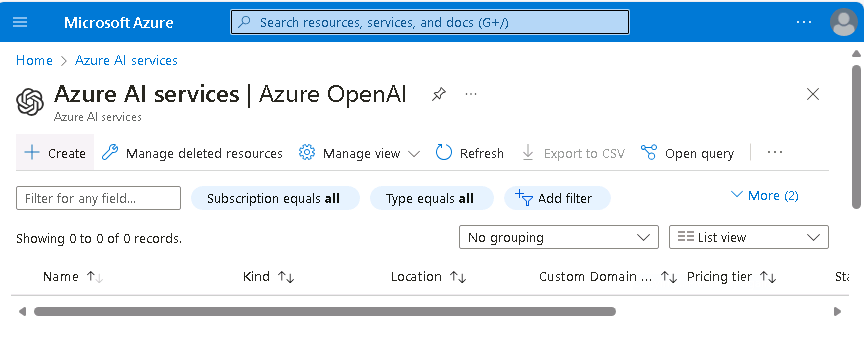 Microsoft Azure
Search resources, services, and docs (G+/)
...
Home > Azure AI services
Azure AI services | Azure OpenAI
...
Azure AI services
+ Create
Manage deleted resources
Manage view
Refresh
Export to CSV
Open query
...
Filter for any field...
Subscription equals all
Type equals all
Add filter
More (2)
Showing 0 to 0 of 0 records.
No grouping
List view
Name ↑↓ Kind ↑↓ Location ↑↓ Custom Domain ... ↑↓ Pricing tier ↑↓ Sta